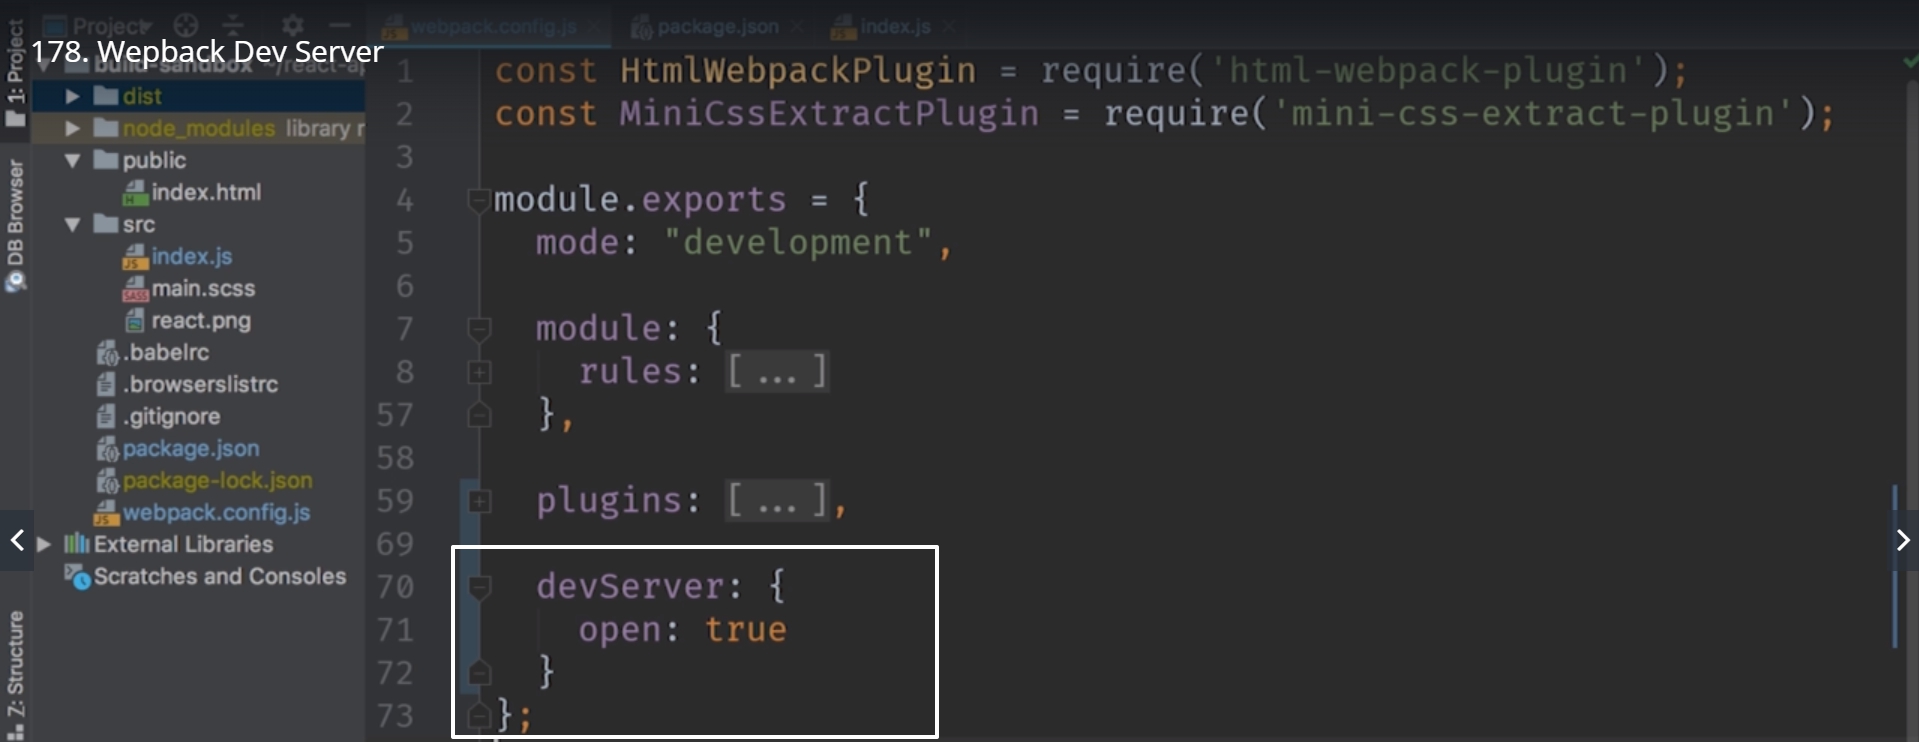 Project
webpack.config.js
package.json
index.js
178. Wepback Dev Server
build-sandbox ~/react-ap
dist
node_modules library r
public
index.html
src
index.js
main.scss
react.png
.babelrc
.browserslistrc
.gitignore
package.json
package-lock.json
webpack.config.js
External Libraries
Scratches and Consoles
1: Project
DB Browser
Z: Structure
1 const HtmlWebpackPlugin = require('html-webpack-plugin');
2 const MiniCssExtractPlugin = require('mini-css-extract-plugin');
3
4 module.exports = {
5 mode: "development",
6
7 module: {
8 rules: [ ... ]
57 },
58
59 plugins: [ ... ],
69
70 devServer: {
71 open: true
72 }
73 };